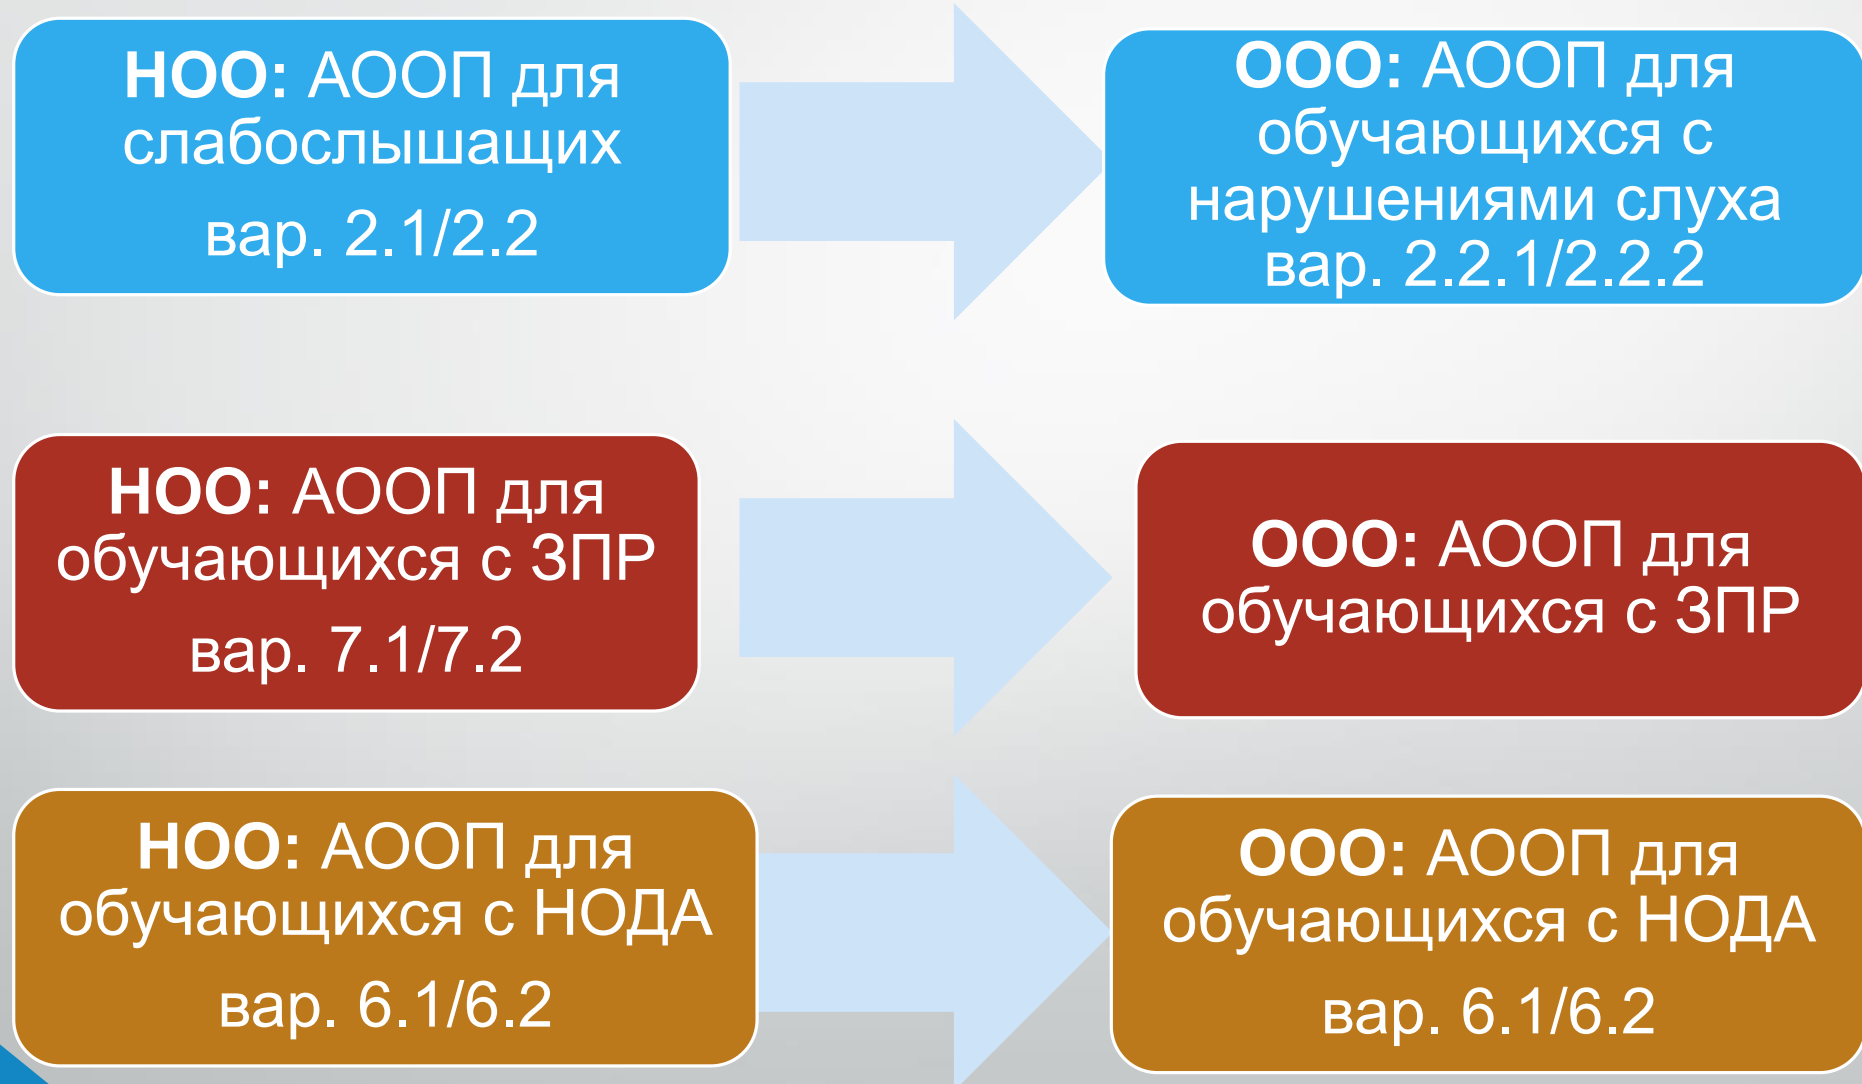 НОО: АООП для
слабослышащих
вар. 2.1/2.2
ООО: АООП для
обучающихся с
нарушениями слуха
вар. 2.2.1/2.2.2
НОО: АООП для
обучающихся с ЗПР
вар. 7.1/7.2
ООО: АООП для
обучающихся с ЗПР
НОО: АООП для
обучающихся с НОДА
вар. 6.1/6.2
ООО: АООП для
обучающихся с НОДА
вар. 6.1/6.2